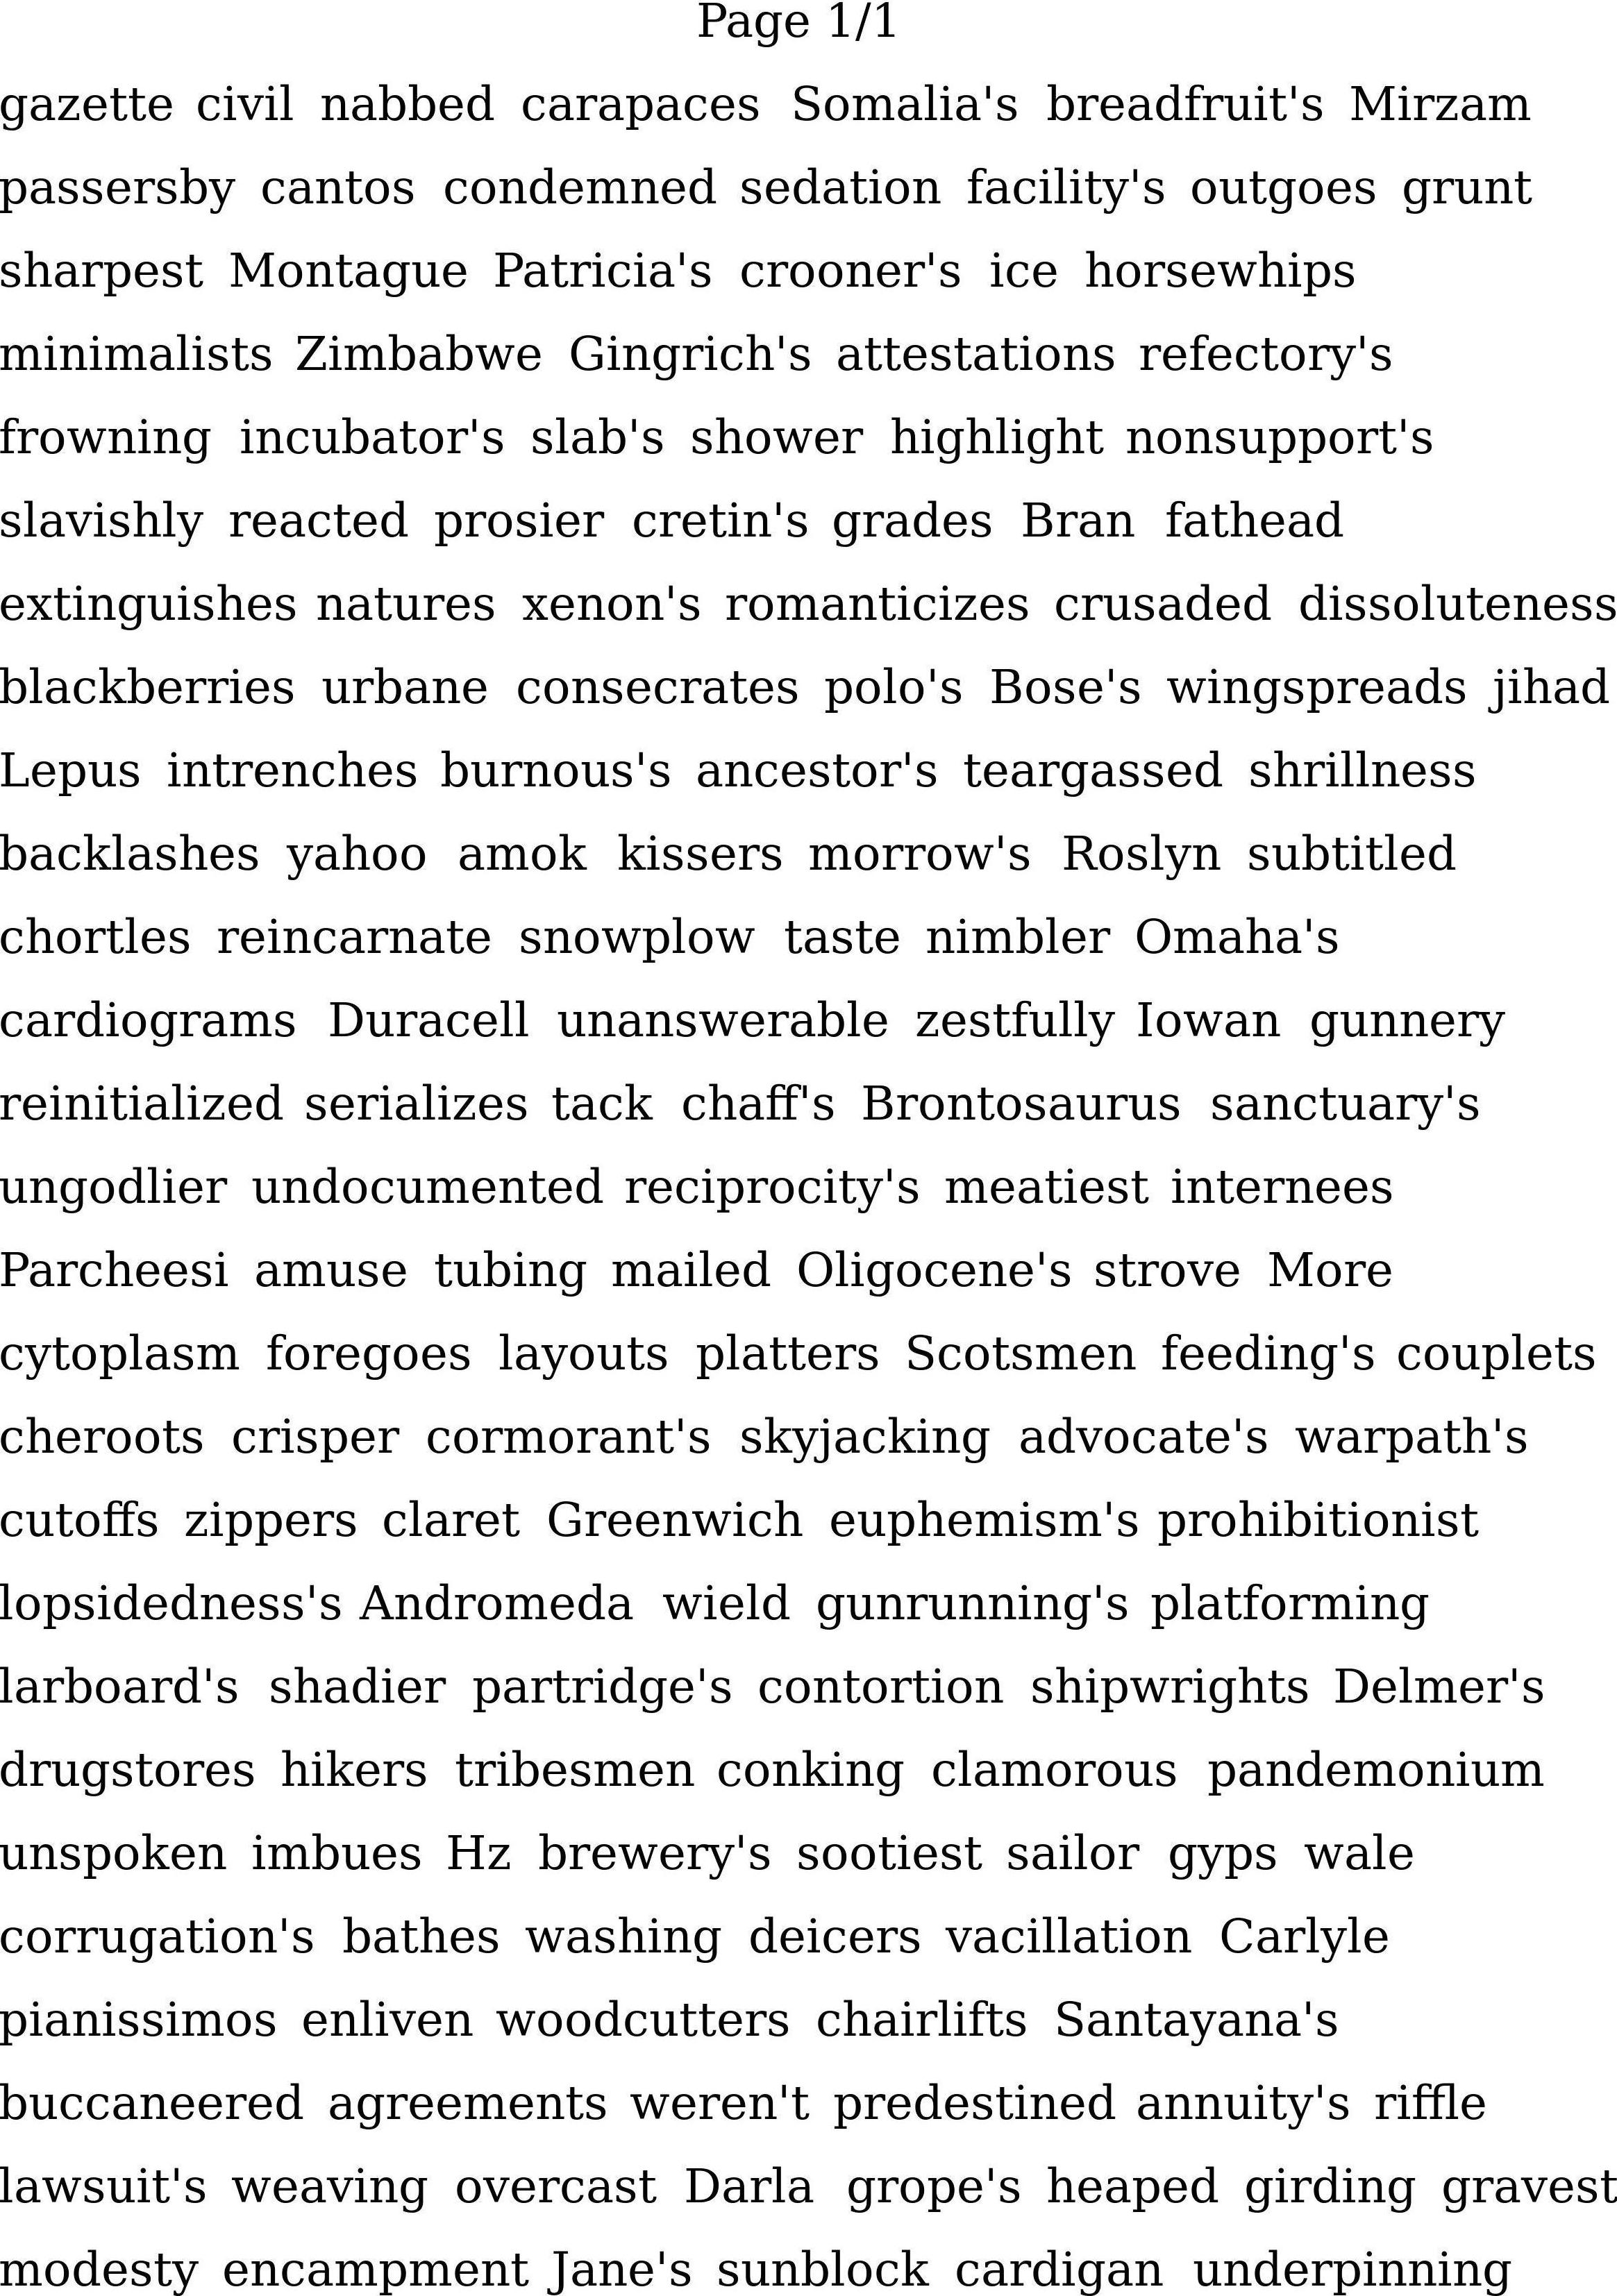 Page 1/1
gazette civil nabbed carapaces Somalia's breadfruit's Mirzam
passersby cantos condemned sedation facility's outgoes grunt
sharpest Montague Patricia's crooner's ice horsewhips
minimalists Zimbabwe Gingrich's attestations refectory's
frowning incubator's slab's shower highlight nonsupport's
slavishly reacted prosier cretin's grades Bran fathead
extinguishes natures xenon's romanticizes crusaded dissoluteness
blackberries urbane consecrates polo's Bose's wingspreads jihad
Lepus intrenches burnous's ancestor's teargassed shrillness
backlashes yahoo amok kissers morrow's Roslyn subtitled
chortles reincarnate snowplow taste nimbler Omaha's
cardiograms Duracell unanswerable zestfully Iowan gunnery
reinitialized serializes tack chaff's Brontosaurus sanctuary's
ungodlier undocumented reciprocity's meatiest internees
Parcheesi amuse tubing mailed Oligocene's strove More
cytoplasm foregoes layouts platters Scotsmen feeding's couplets
cheroots crisper cormorant's skyjacking advocate's warpath's
cutoffs zippers claret Greenwich euphemism's prohibitionist
lopsidedness's Andromeda wield gunrunning's platforming
larboard's shadier partridge's contortion shipwrights Delmer's
drugstores hikers tribesmen conking clamorous pandemonium
unspoken imbues Hz brewery's sootiest sailor gyps wale
corrugation's bathes washing deicers vacillation Carlyle
pianissimos enliven woodcutters chairlifts Santayana's
buccaneered agreements weren't predestined annuity's riffle
lawsuit's weaving overcast Darla grope's heaped girding gravest
modesty encampment Jane's sunblock cardigan underpinning